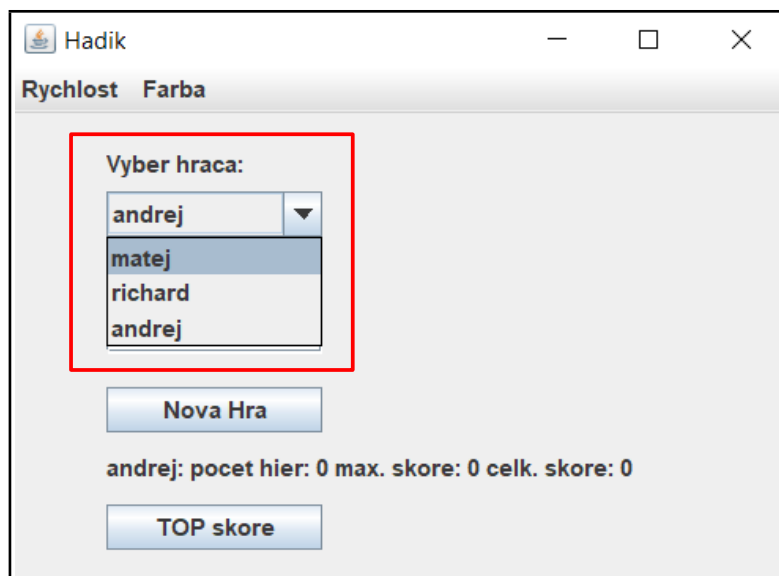 Hadik
Rychlost Farba
Vyber hraca:
andrej
matej
richard
andrej
Nova Hra
andrej: pocet hier: 0 max. skore: 0 celk. skore: 0
TOP skore